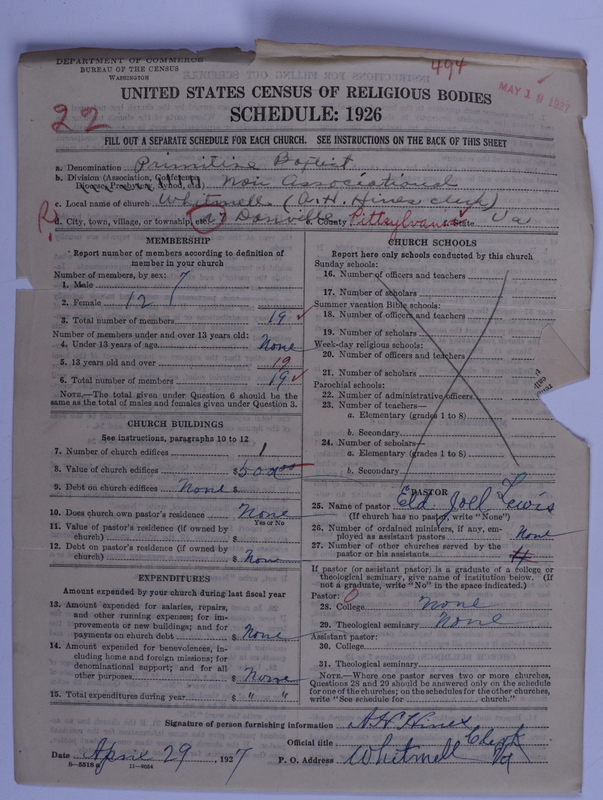 DEPARTMENT OF COMMERCE
BUREAU OF THE CENSUS
WASHINGTON
494
MAY 18 1927
UNITED STATES CENSUS OF RELIGIOUS BODIES
SCHEDULE: 1926
22
FILL OUT A SEPARATE SCHEDULE FOR EACH CHURCH. SEE INSTRUCTIONS ON THE BACK OF THIS SHEET
a. Denomination Primitive Baptist
b. Division (Association, Conference, Diocese, Presbytery, Synod, etc.) Non Associational
c. Local name of church Whitmell (A.H. Hines clerk)
d. City, town, village, or township, etc. Danville e. County Pittsylvania State Va
MEMBERSHIP
Report number of members according to definition of member in your church
Number of members, by sex:
1. Male 7
2. Female 12
3. Total number of members 19
Number of members under and over 13 years old:
4. Under 13 years of age None
5. 13 years old and over 19
6. Total number of members 19
NOTE.—The total given under Question 6 should be the same as the total of males and females given under Question 3.
CHURCH BUILDINGS
See instructions, paragraphs 10 to 12
7. Number of church edifices 1
8. Value of church edifices $500.00
9. Debt on church edifices None $
10. Does church own pastor's residence None
Yes or No
11. Value of pastor's residence (if owned by church) $
12. Debt on pastor's residence (if owned by church) $ None
EXPENDITURES
Amount expended by your church during last fiscal year
13. Amount expended for salaries, repairs, and other running expenses; for improvements or new buildings; and for payments on church debt $ None
14. Amount expended for benevolences, including home and foreign missions; for denominational support; and for all other purposes $ None
15. Total expenditures during year $ " "
CHURCH SCHOOLS
Report here only schools conducted by this church
Sunday schools:
16. Number of officers and teachers
17. Number of scholars
Summer vacation Bible schools:
18. Number of officers and teachers
19. Number of scholars
Week-day religious schools:
20. Number of officers and teachers
21. Number of scholars
Parochial schools:
22. Number of administrative officers
23. Number of teachers—
a. Elementary (grades 1 to 8)
b. Secondary
24. Number of scholars—
a. Elementary (grades 1 to 8)
b. Secondary
PASTOR
25. Name of pastor Eld Joel Lewis
(If church has no pastor, write "None")
26. Number of ordained ministers, if any, employed as assistant pastors None
27. Number of other churches served by the pastor or his assistants 4
If pastor (or assistant pastor) is a graduate of a college or theological seminary, give name of institution below. (If not a graduate, write "No" in the space indicated.)
Pastor: 0
28. College None
29. Theological seminary None
Assistant pastor:
30. College
31. Theological seminary
NOTE.—Where one pastor serves two or more churches, Questions 28 and 29 should be answered only on the schedule for one of the churches; on the schedules for the other churches, write "See schedule for church."
Signature of person furnishing information A H Hines
Official title Clerk
Date April 29, 1927 P. O. Address Whitmell Va
8—5518a 11—9064